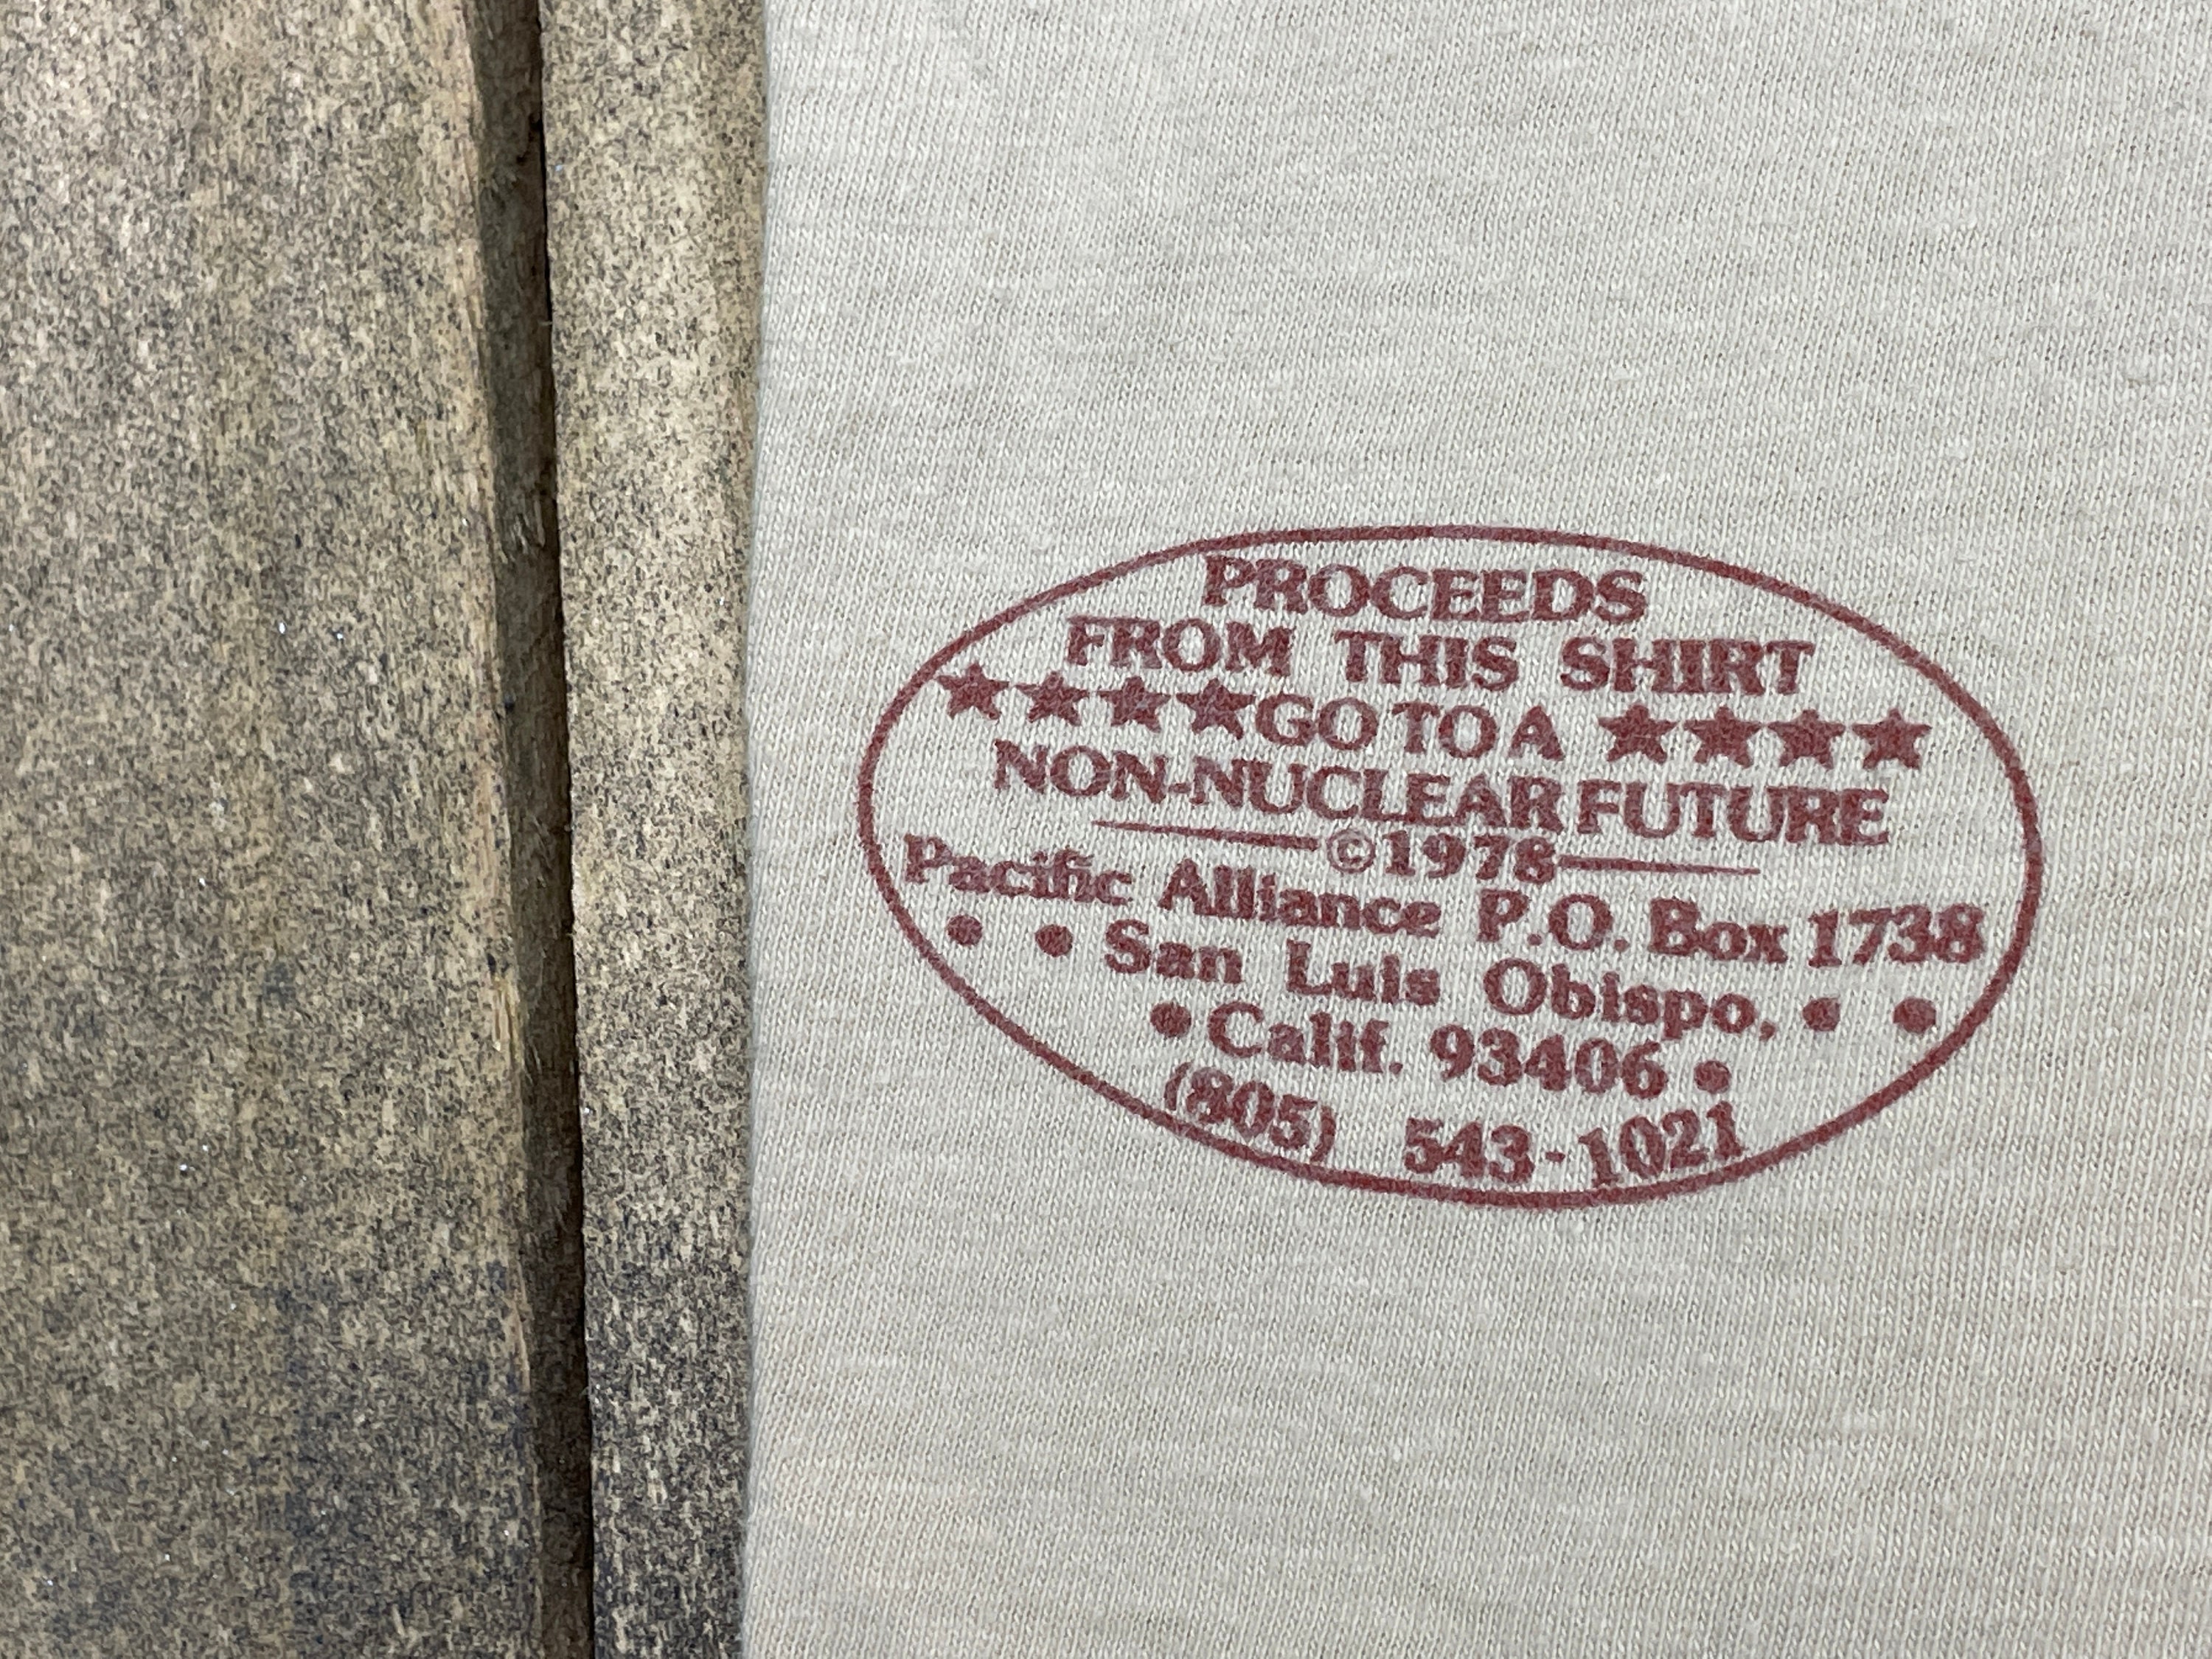 PROCEEDS
FROM THIS SHIRT
★★★★GO TO A ★★★★
NON-NUCLEAR FUTURE
©1978
Pacific Alliance P.O. Box 1738
• • San Luis Obispo, • •
• Calif. 93406 •
(805) 543-1021